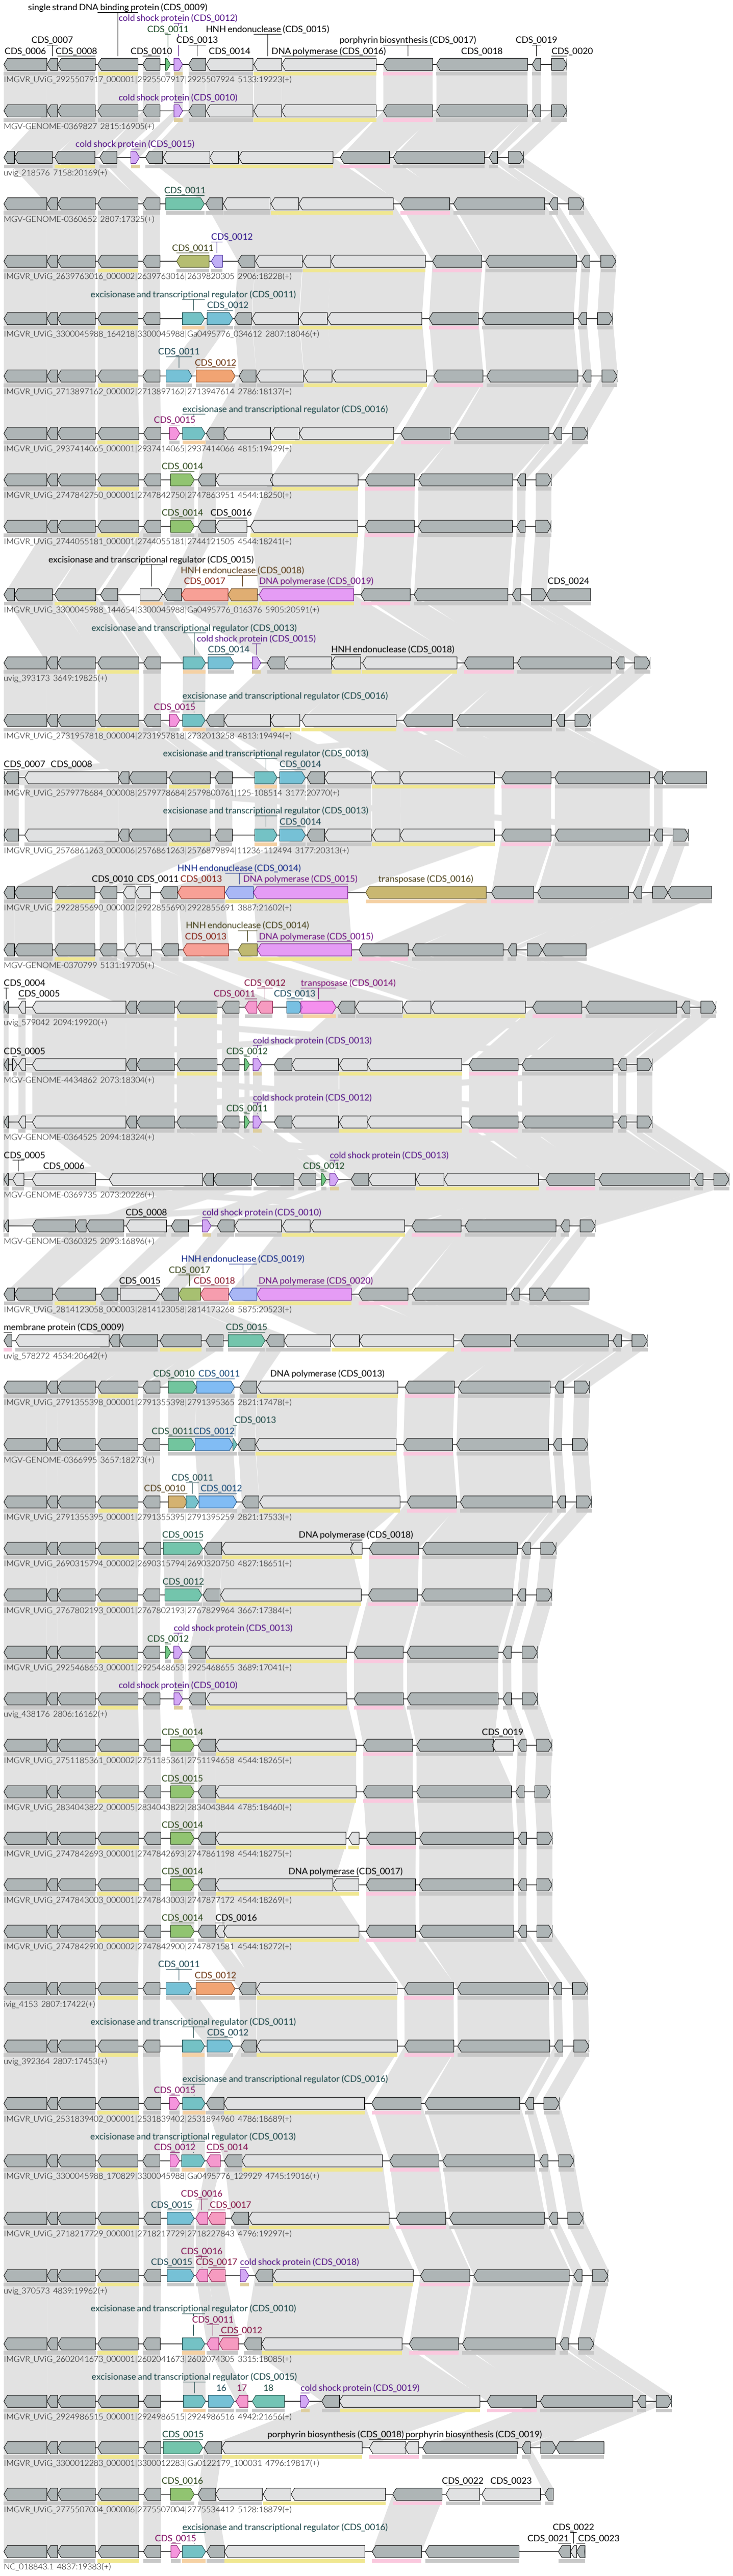 single strand DNA binding protein (CDS_0009)
cold shock protein (CDS_0012)
CDS_0011 HNH endonuclease (CDS_0015)
CDS_0007 CDS_0013 porphyrin biosynthesis (CDS_0017) CDS_0019
CDS_0006 CDS_0008 CDS_0010 CDS_0014 DNA polymerase (CDS_0016) CDS_0018 CDS_0020
IMGVR_UViG_2925507917_000001|2925507917|2925507924 5133:19223(+)
cold shock protein (CDS_0010)
MGV-GENOME-0369827 2815:16905(+)
cold shock protein (CDS_0015)
uvig_218576 7158:20169(+)
CDS_0011
MGV-GENOME-0360652 2807:17325(+)
CDS_0012
CDS_0011
IMGVR_UViG_2639763016_000002|2639763016|2639820305 2906:18228(+)
excisionase and transcriptional regulator (CDS_0011)
CDS_0012
IMGVR_UViG_3300045988_164218|3300045988|Ga0495776_034612 2807:18046(+)
CDS_0011
CDS_0012
IMGVR_UViG_2713897162_000002|2713897162|2713947614 2786:18137(+)
excisionase and transcriptional regulator (CDS_0016)
CDS_0015
IMGVR_UViG_2937414065_000001|2937414065|2937414066 4815:19429(+)
CDS_0014
IMGVR_UViG_2747842750_000001|2747842750|2747863951 4544:18250(+)
CDS_0014 CDS_0016
IMGVR_UViG_2744055181_000001|2744055181|2744121505 4544:18241(+)
excisionase and transcriptional regulator (CDS_0015)
HNH endonuclease (CDS_0018)
CDS_0017 DNA polymerase (CDS_0019) CDS_0024
IMGVR_UViG_3300045988_144654|3300045988|Ga0495776_016376 5905:20591(+)
excisionase and transcriptional regulator (CDS_0013)
cold shock protein (CDS_0015)
CDS_0014 HNH endonuclease (CDS_0018)
uvig_393173 3649:19825(+)
excisionase and transcriptional regulator (CDS_0016)
CDS_0015
IMGVR_UViG_2731957818_000004|2731957818|2732013258 4813:19494(+)
excisionase and transcriptional regulator (CDS_0013)
CDS_0007 CDS_0008 CDS_0014
IMGVR_UViG_2579778684_000008|2579778684|2579800761|125-108514 3177:20770(+)
excisionase and transcriptional regulator (CDS_0013)
CDS_0014
IMGVR_UViG_2576861263_000006|2576861263|2576879894|11236-112494 3177:20313(+)
HNH endonuclease (CDS_0014)
CDS_0010 CDS_0011 CDS_0013 DNA polymerase (CDS_0015) transposase (CDS_0016)
IMGVR_UViG_2922855690_000002|2922855690|2922855691 3887:21602(+)
HNH endonuclease (CDS_0014)
CDS_0013 DNA polymerase (CDS_0015)
MGV-GENOME-0370799 5131:19705(+)
CDS_0004 CDS_0012 transposase (CDS_0014)
CDS_0005 CDS_0011 CDS_0013
uvig_579042 2094:19920(+)
cold shock protein (CDS_0013)
CDS_0005 CDS_0012
MGV-GENOME-4434862 2073:18304(+)
cold shock protein (CDS_0012)
CDS_0011
MGV-GENOME-0364525 2094:18324(+)
CDS_0005 cold shock protein (CDS_0013)
CDS_0006 CDS_0012
MGV-GENOME-0369735 2073:20226(+)
CDS_0008 cold shock protein (CDS_0010)
MGV-GENOME-0360325 2093:16896(+)
HNH endonuclease (CDS_0019)
CDS_0017
CDS_0015 CDS_0018 DNA polymerase (CDS_0020)
IMGVR_UViG_2814123058_000003|2814123058|2814173268 5875:20523(+)
membrane protein (CDS_0009) CDS_0015
uvig_578272 4534:20642(+)
CDS_0010 CDS_0011 DNA polymerase (CDS_0013)
IMGVR_UViG_2791355398_000001|2791355398|2791395365 2821:17478(+)
CDS_0013
CDS_0011 CDS_0012
MGV-GENOME-0366995 3657:18273(+)
CDS_0011
CDS_0010 CDS_0012
IMGVR_UViG_2791355395_000001|2791355395|2791395259 2821:17533(+)
CDS_0015 DNA polymerase (CDS_0018)
IMGVR_UViG_2690315794_000002|2690315794|2690320750 4827:18651(+)
CDS_0012
IMGVR_UViG_2767802193_000001|2767802193|2767829964 3667:17384(+)
cold shock protein (CDS_0013)
CDS_0012
IMGVR_UViG_2925468653_000001|2925468653|2925468655 3689:17041(+)
cold shock protein (CDS_0010)
uvig_438176 2806:16162(+)
CDS_0014 CDS_0019
IMGVR_UViG_2751185361_000002|2751185361|2751194658 4544:18265(+)
CDS_0015
IMGVR_UViG_2834043822_000005|2834043822|2834043844 4785:18460(+)
CDS_0014
IMGVR_UViG_2747842693_000001|2747842693|2747861198 4544:18275(+)
CDS_0014 DNA polymerase (CDS_0017)
IMGVR_UViG_2747843003_000001|2747843003|2747877172 4544:18269(+)
CDS_0014 CDS_0016
IMGVR_UViG_2747842900_000002|2747842900|2747871581 4544:18272(+)
CDS_0011
CDS_0012
ivig_4153 2807:17422(+)
excisionase and transcriptional regulator (CDS_0011)
CDS_0012
uvig_392364 2807:17453(+)
excisionase and transcriptional regulator (CDS_0016)
CDS_0015
IMGVR_UViG_2531839402_000001|2531839402|2531894960 4786:18689(+)
excisionase and transcriptional regulator (CDS_0013)
CDS_0012 CDS_0014
IMGVR_UViG_3300045988_170829|3300045988|Ga0495776_129929 4745:19016(+)
CDS_0016
CDS_0015 CDS_0017
IMGVR_UViG_2718217729_000001|2718217729|2718227843 4796:19297(+)
CDS_0016
CDS_0015 CDS_0017 cold shock protein (CDS_0018)
uvig_370573 4839:19962(+)
excisionase and transcriptional regulator (CDS_0010)
CDS_0011
CDS_0012
IMGVR_UViG_2602041673_000001|2602041673|2602074305 3315:18085(+)
excisionase and transcriptional regulator (CDS_0015)
16 17 18 cold shock protein (CDS_0019)
IMGVR_UViG_2924986515_000001|2924986515|2924986516 4942:21656(+)
CDS_0015 porphyrin biosynthesis (CDS_0018) porphyrin biosynthesis (CDS_0019)
IMGVR_UViG_3300012283_000001|3300012283|Ga0122179_100031 4796:19817(+)
CDS_0016 CDS_0022 CDS_0023
IMGVR_UViG_2775507004_000006|2775507004|2775534412 5128:18879(+)
excisionase and transcriptional regulator (CDS_0016) CDS_0022
CDS_0015 CDS_0021 CDS_0023
NC_018843.1 4837:19383(+)